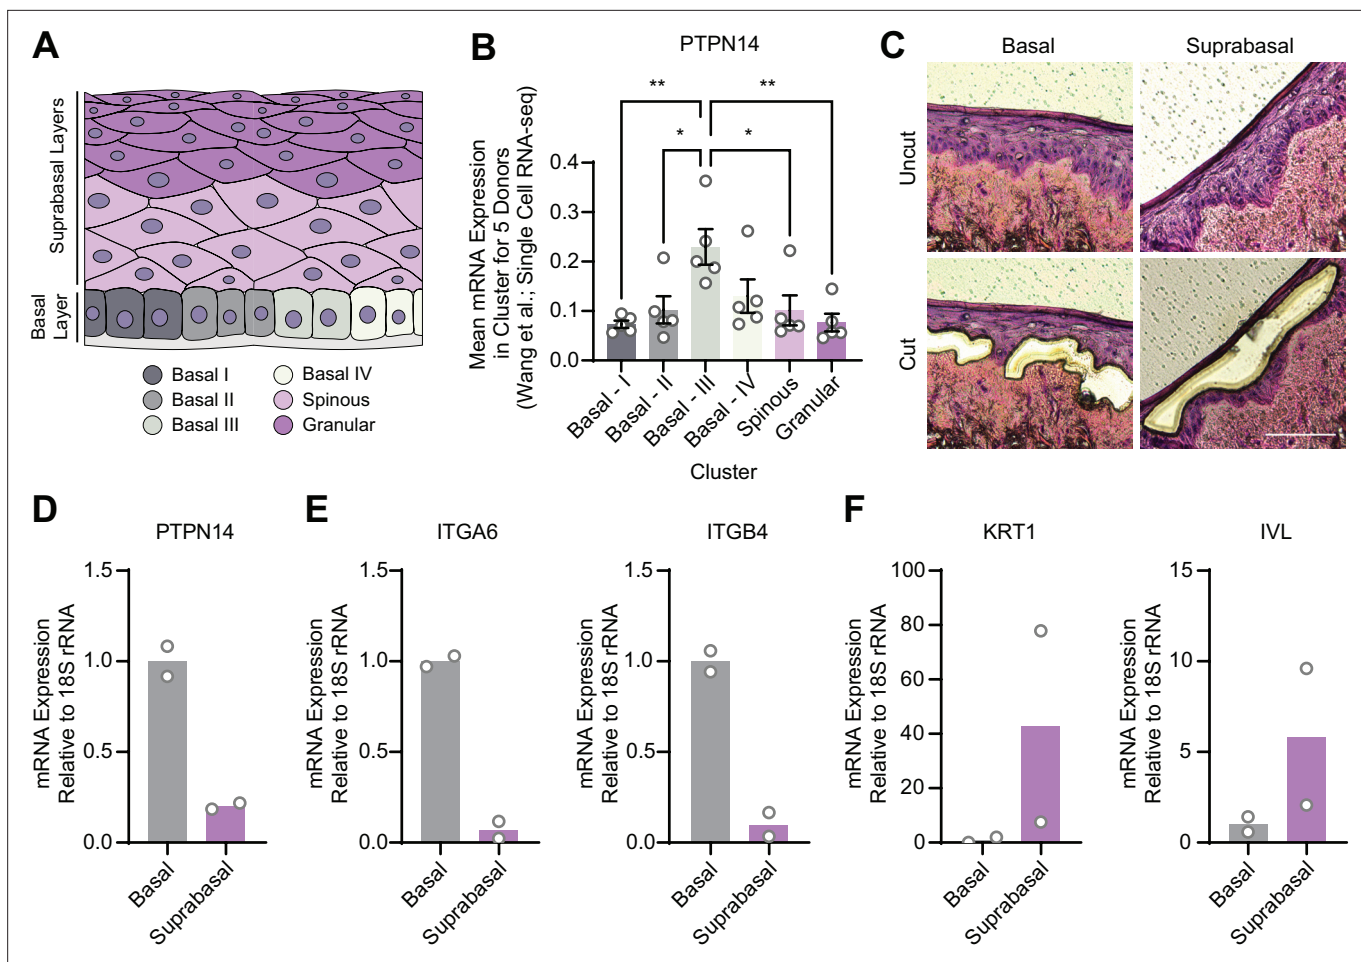 A
Suprabasal Layers
Basal
Layer
Basal I
Basal II
Basal III
Basal IV
Spinous
Granular
B
PTPN14
Mean mRNA Expression
in Cluster for 5 Donors
(Wang et al.; Single Cell RNA-seq)
**
**
*
*
0.4
0.3
0.2
0.1
0.0
Basal - I
Basal - II
Basal - III
Basal - IV
Spinous
Granular
Cluster
C
Basal
Suprabasal
Uncut
Cut
D
PTPN14
mRNA Expression
Relative to 18S rRNA
1.5
1.0
0.5
0.0
Basal
Suprabasal
E
ITGA6
mRNA Expression
Relative to 18S rRNA
1.5
1.0
0.5
0.0
Basal
Suprabasal
ITGB4
mRNA Expression
Relative to 18S rRNA
1.5
1.0
0.5
0.0
Basal
Suprabasal
F
KRT1
mRNA Expression
Relative to 18S rRNA
100
80
60
40
20
0
Basal
Suprabasal
IVL
mRNA Expression
Relative to 18S rRNA
15
10
5
0
Basal
Suprabasal